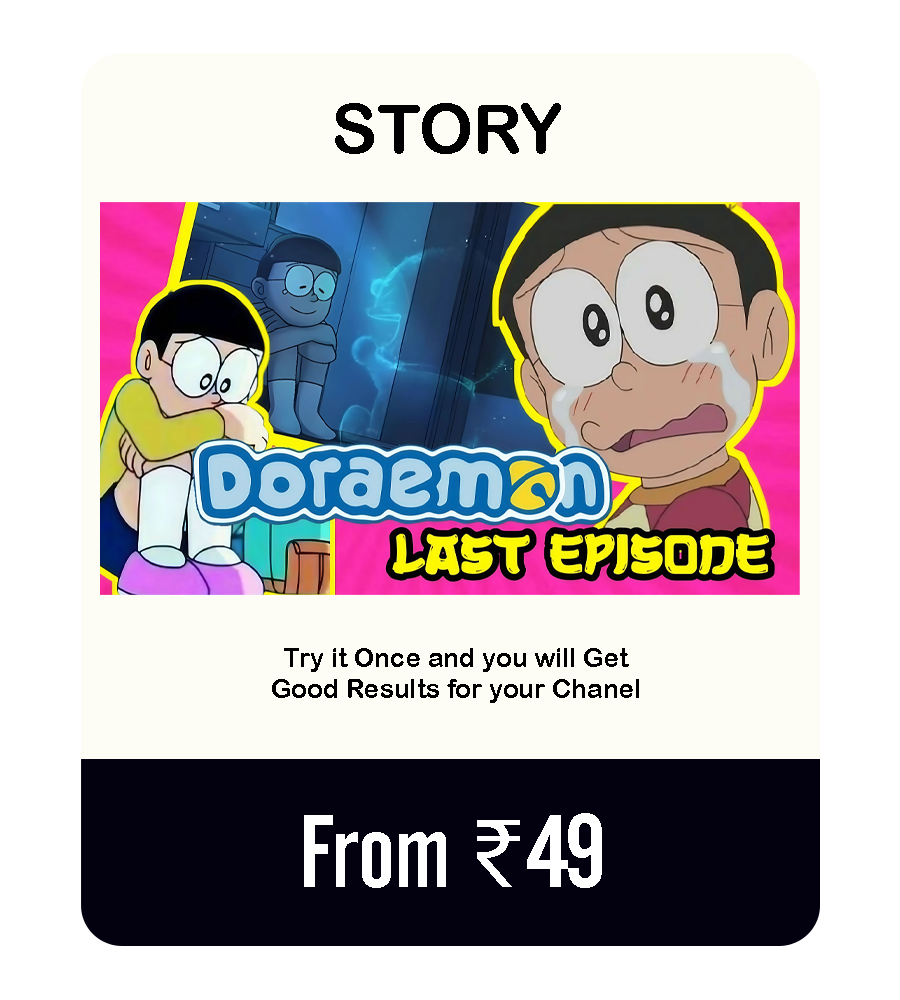 STORY
Doraemon
LAST EPISODE
Try it Once and you will Get
Good Results for your Chanel
From ₹49